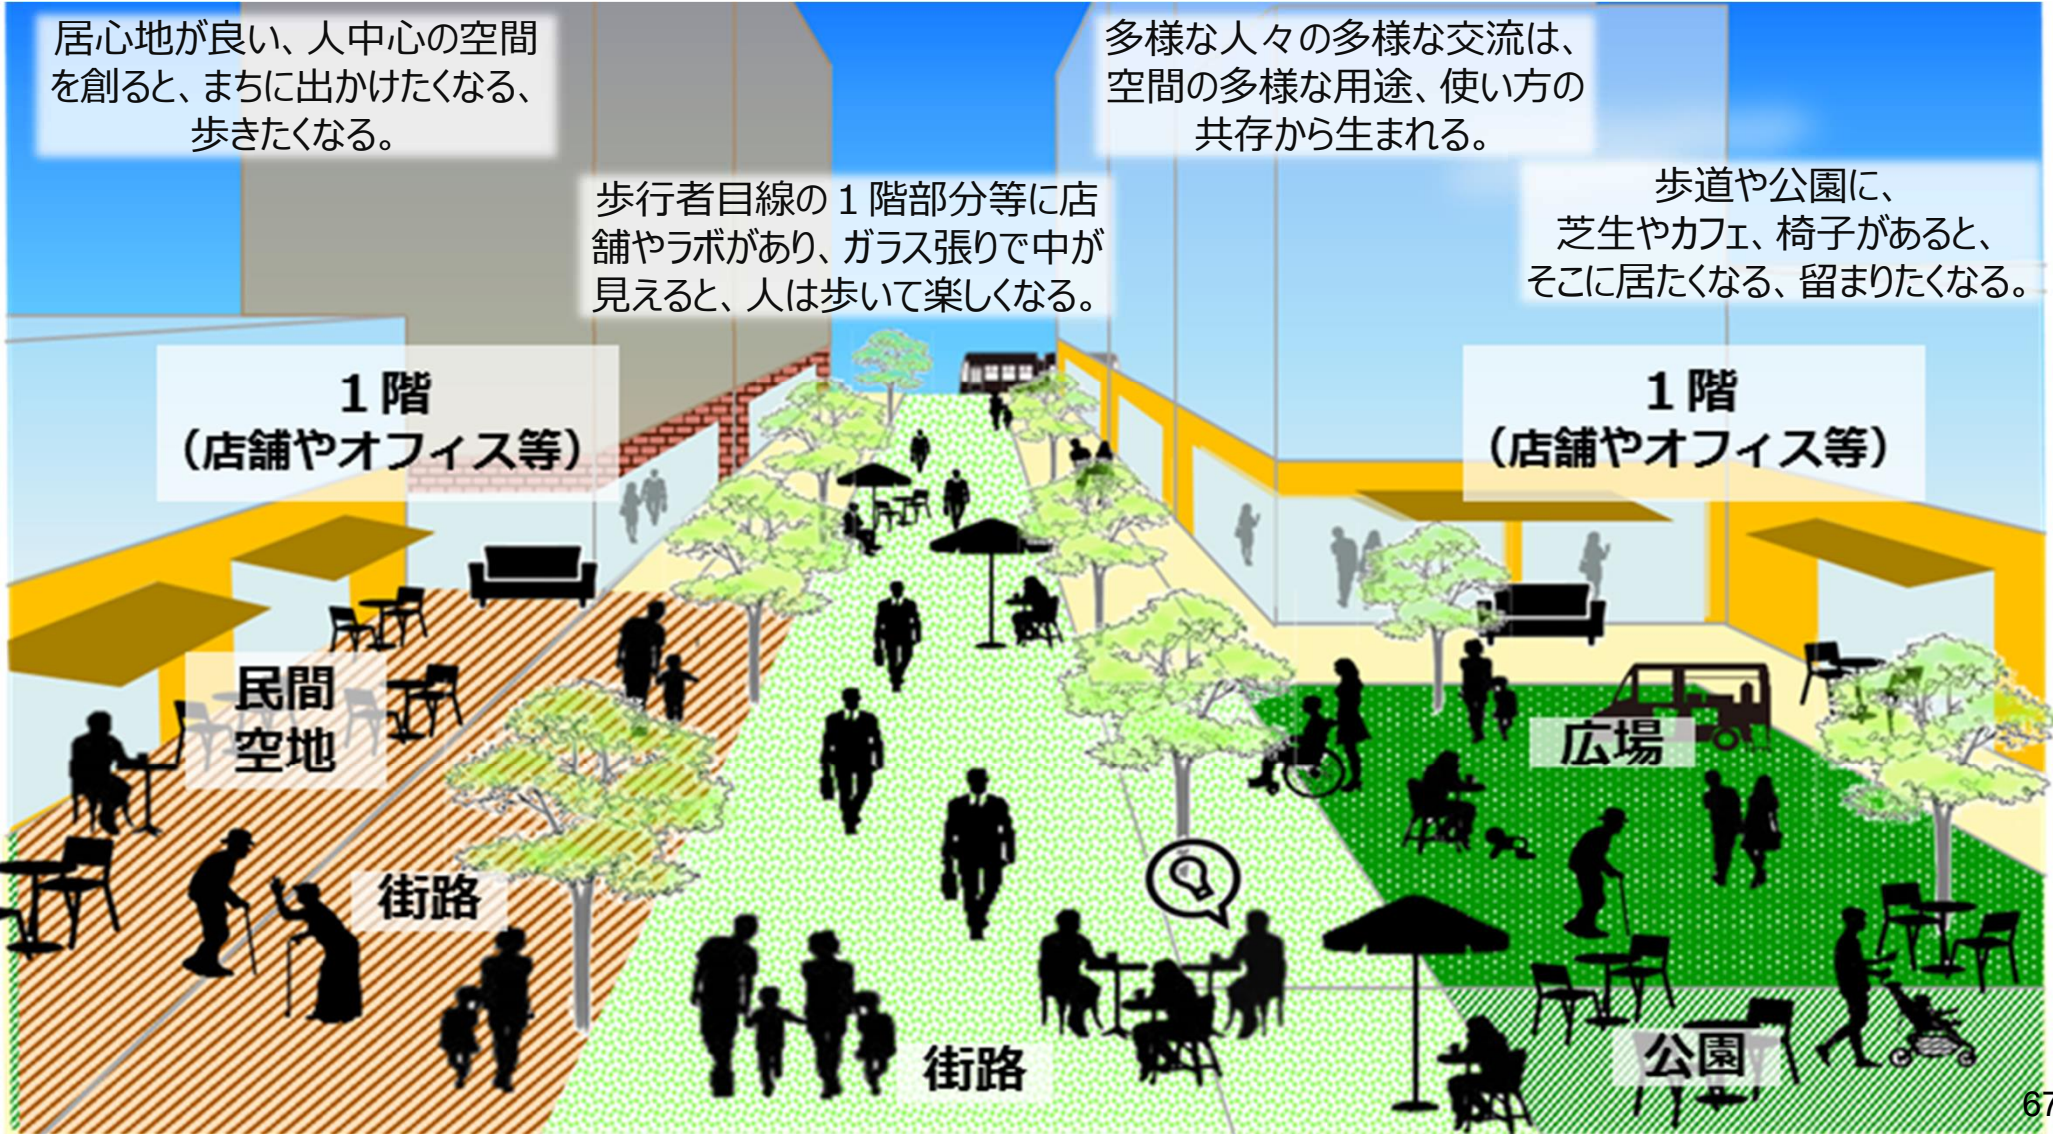 居心地が良い、人中心の空間
を創ると、まちに出かけたくなる、
歩きたくなる。
多様な人々の多様な交流は、
空間の多様な用途、使い方の
共存から生まれる。
歩行者目線の１階部分等に店
舗やラボがあり、ガラス張りで中が
見えると、人は歩いて楽しくなる。
歩道や公園に、
芝生やカフェ、椅子があると、
そこに居たくなる、留まりたくなる。
１階
（店舗やオフィス等）
１階
（店舗やオフィス等）
民間
空地
広場
街路
街路
公園
67